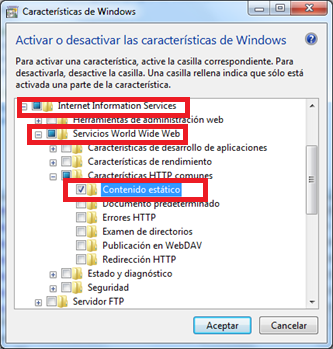 Características de Windows
Activar o desactivar las características de Windows
Para activar una característica, active la casilla correspondiente. Para
desactivarla, desactive la casilla. Una casilla rellena indica que sólo está
activada una parte de la característica.
Internet Information Services
Herramientas de administración web
Servicios World Wide Web
Características de desarrollo de aplicaciones
Características de rendimiento
Características HTTP comunes
Contenido estático
Documento predeterminado
Errores HTTP
Examen de directorios
Publicación en WebDAV
Redirección HTTP
Estado y diagnóstico
Seguridad
Servidor FTP
Aceptar
Cancelar